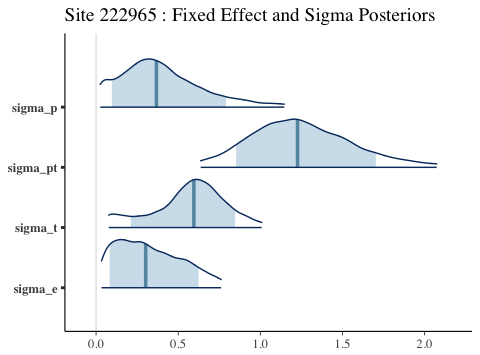 Site 222965 : Fixed Effect and Sigma Posteriors
sigma_p
sigma_pt
sigma_t
sigma_e
0.0 0.5 1.0 1.5 2.0